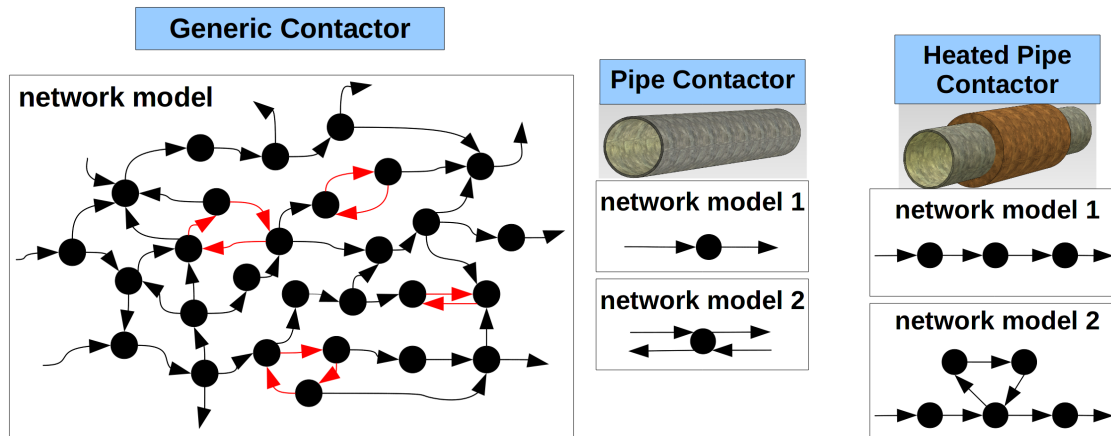 Generic Contactor
network model
Pipe Contactor
network model 1
network model 2
Heated Pipe
Contactor
network model 1
network model 2